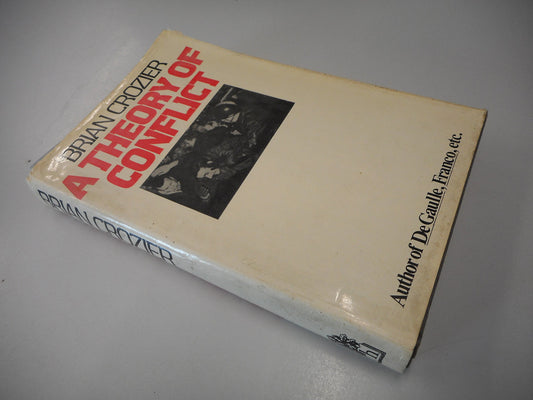 BRIAN CROZIER
A THEORY OF
CONFLICT
Author of De Gaulle, Franco, etc.
BRIAN CROZIER